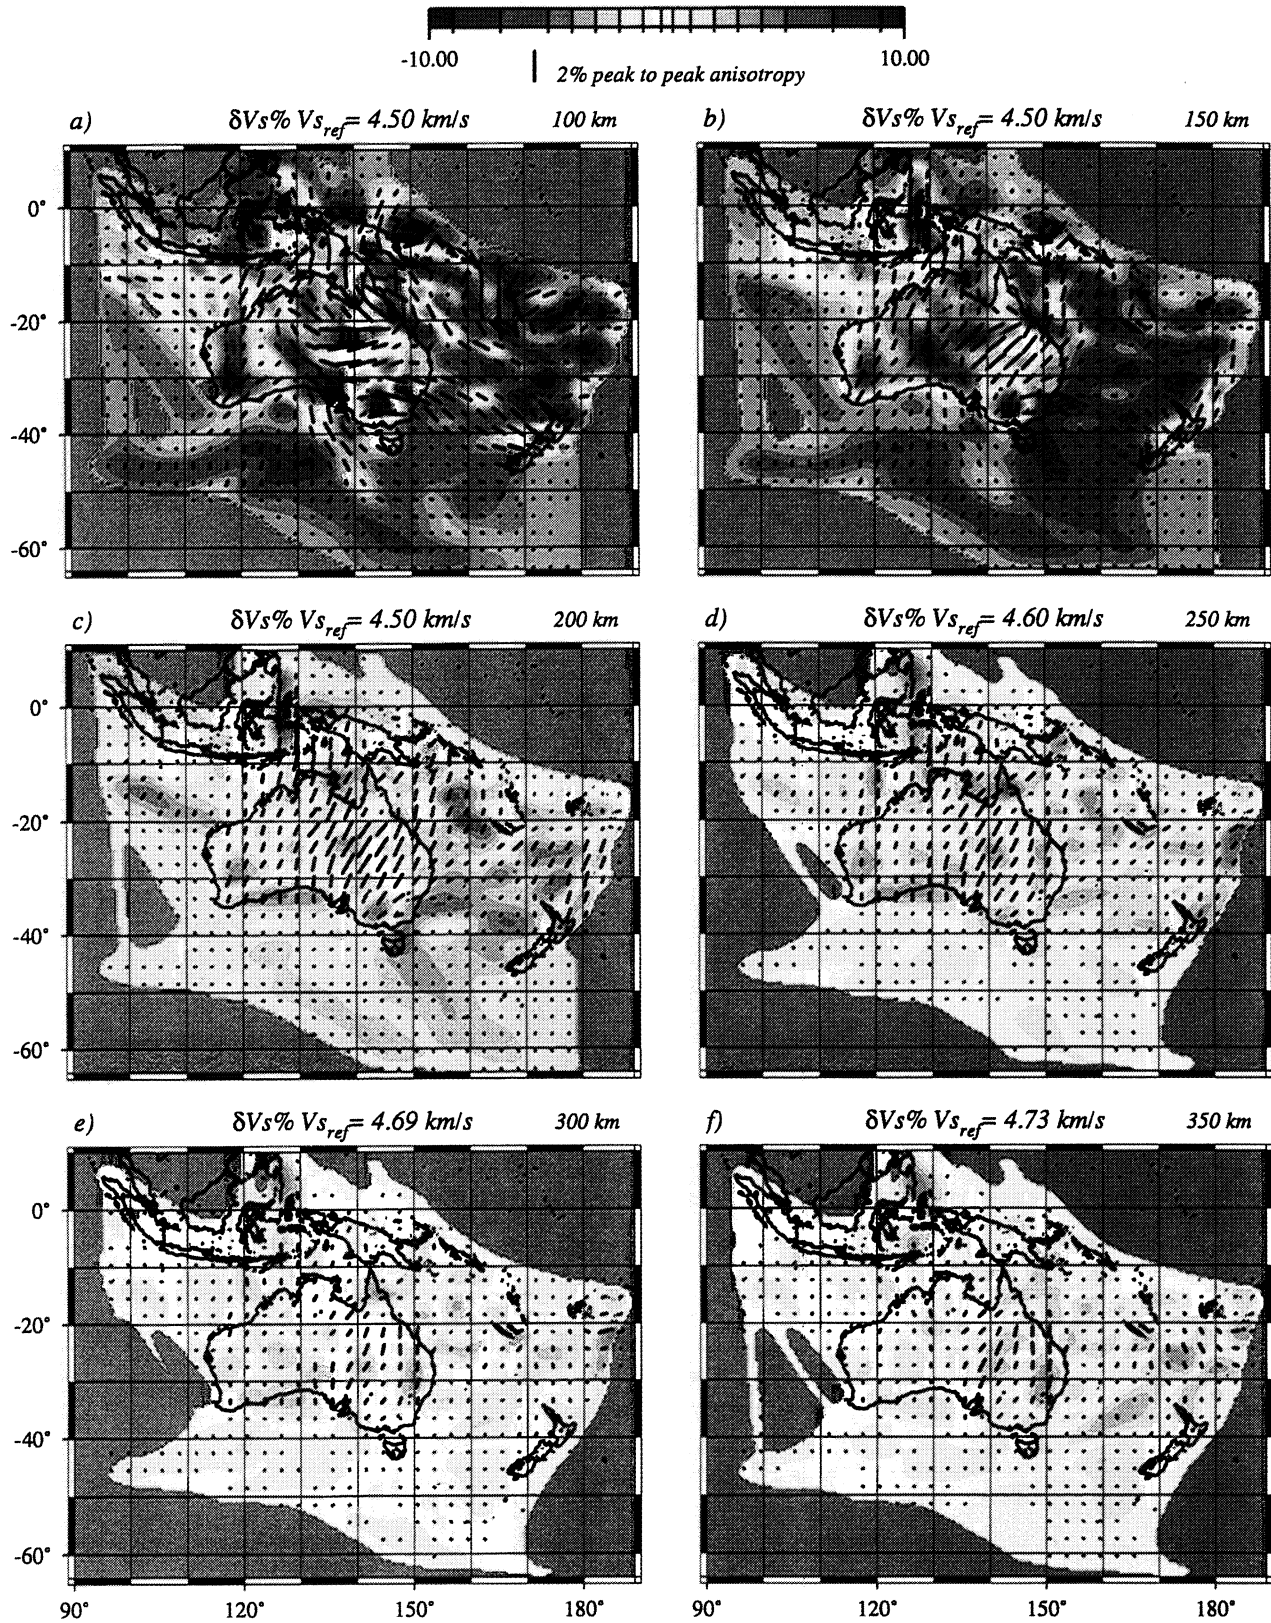 -10.00 10.00
2% peak to peak anisotropy
a) δVs% Vs_ref= 4.50 km/s 100 km
b) δVs% Vs_ref= 4.50 km/s 150 km
0°
-20°
-40°
-60°
c) δVs% Vs_ref= 4.50 km/s 200 km
d) δVs% Vs_ref= 4.60 km/s 250 km
0°
-20°
-40°
-60°
e) δVs% Vs_ref= 4.69 km/s 300 km
f) δVs% Vs_ref= 4.73 km/s 350 km
0°
-20°
-40°
-60°
90° 120° 150° 180° 90° 120° 150° 180°